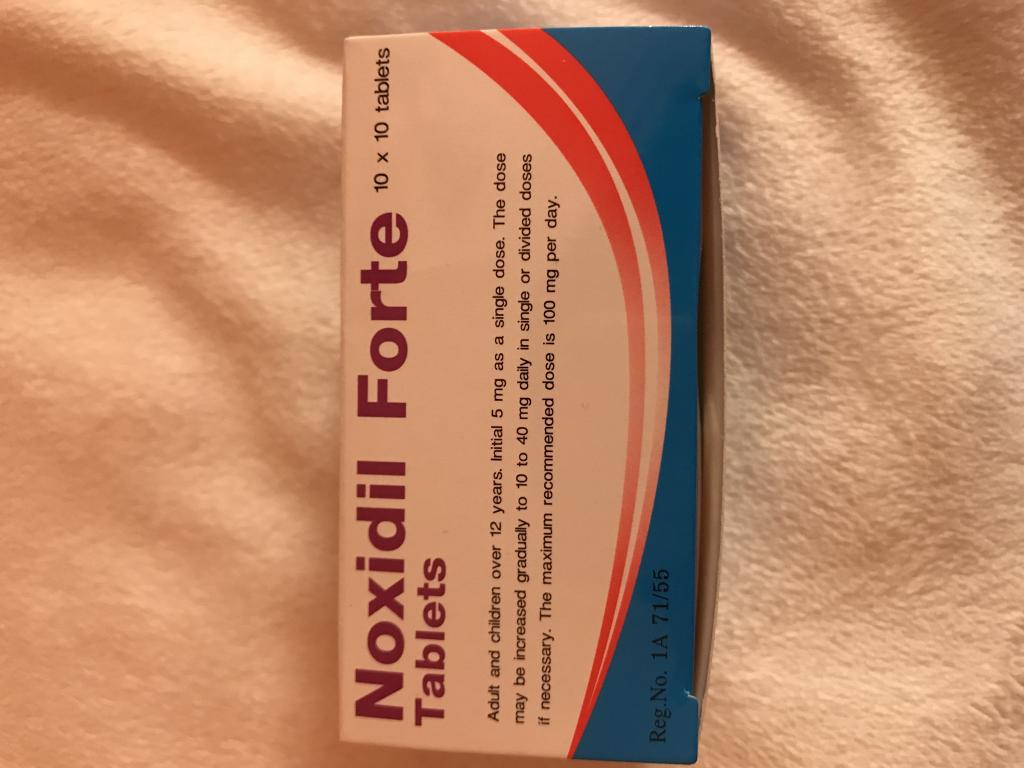 Noxidil Forte 10 x 10 tablets
Tablets
Adult and children over 12 years. Initial 5 mg as a single dose. The dose
may be increased gradually to 10 to 40 mg daily in single or divided doses
if necessary. The maximum recommended dose is 100 mg per day.
Reg.No. 1A 71/55